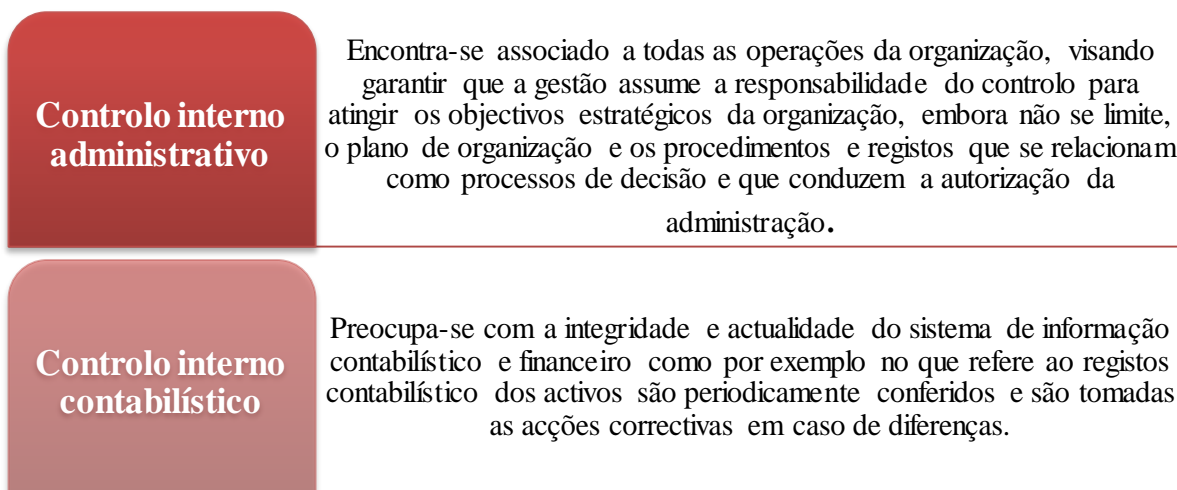 Controlo interno
administrativo
Encontra-se associado a todas as operações da organização, visando
garantir que a gestão assume a responsabilidade do controlo para
atingir os objectivos estratégicos da organização, embora não se limite,
o plano de organização e os procedimentos e registos que se relacionam
como processos de decisão e que conduzem a autorização da
administração.
Controlo interno
contabilístico
Preocupa-se com a integridade e actualidade do sistema de informação
contabilístico e financeiro como por exemplo no que refere ao registos
contabilístico dos activos são periodicamente conferidos e são tomadas
as acções correctivas em caso de diferenças.